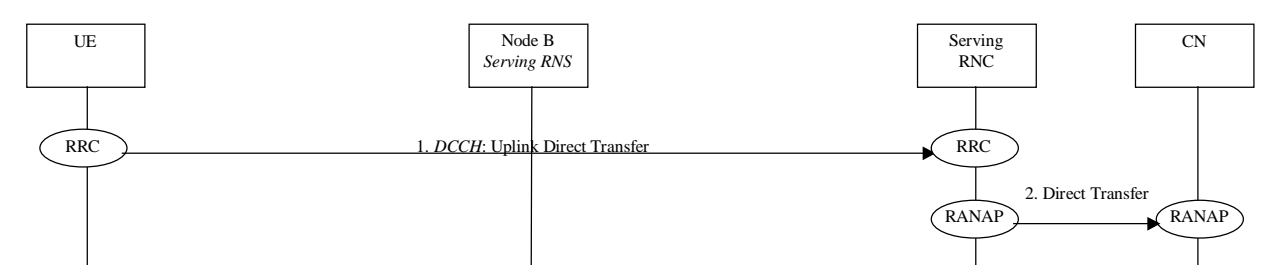 UE
Node B
Serving RNS
Serving
RNC
CN
RRC
1. DCCH: Uplink Direct Transfer
RRC
2. Direct Transfer
RANAP
RANAP